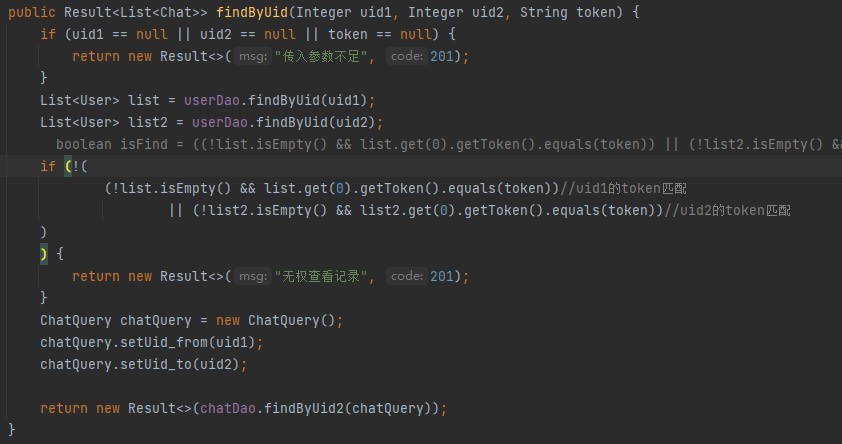 public Result<List<Chat>> findByUid(Integer uid1, Integer uid2, String token) {
if (uid1 == null || uid2 == null || token == null) {
return new Result<>( msg: "传入参数不足", code: 201);
}
List<User> list = userDao.findByUid(uid1);
List<User> list2 = userDao.findByUid(uid2);
boolean isFind = ((!list.isEmpty() && list.get(0).getToken().equals(token)) || (!list2.isEmpty() &&
if (!(
(!list.isEmpty() && list.get(0).getToken().equals(token))//uid1的token匹配
|| (!list2.isEmpty() && list2.get(0).getToken().equals(token))//uid2的token匹配
)
) {
return new Result<>( msg: "无权查看记录", code: 201);
}
ChatQuery chatQuery = new ChatQuery();
chatQuery.setUid_from(uid1);
chatQuery.setUid_to(uid2);
return new Result<>(chatDao.findByUid2(chatQuery));
}